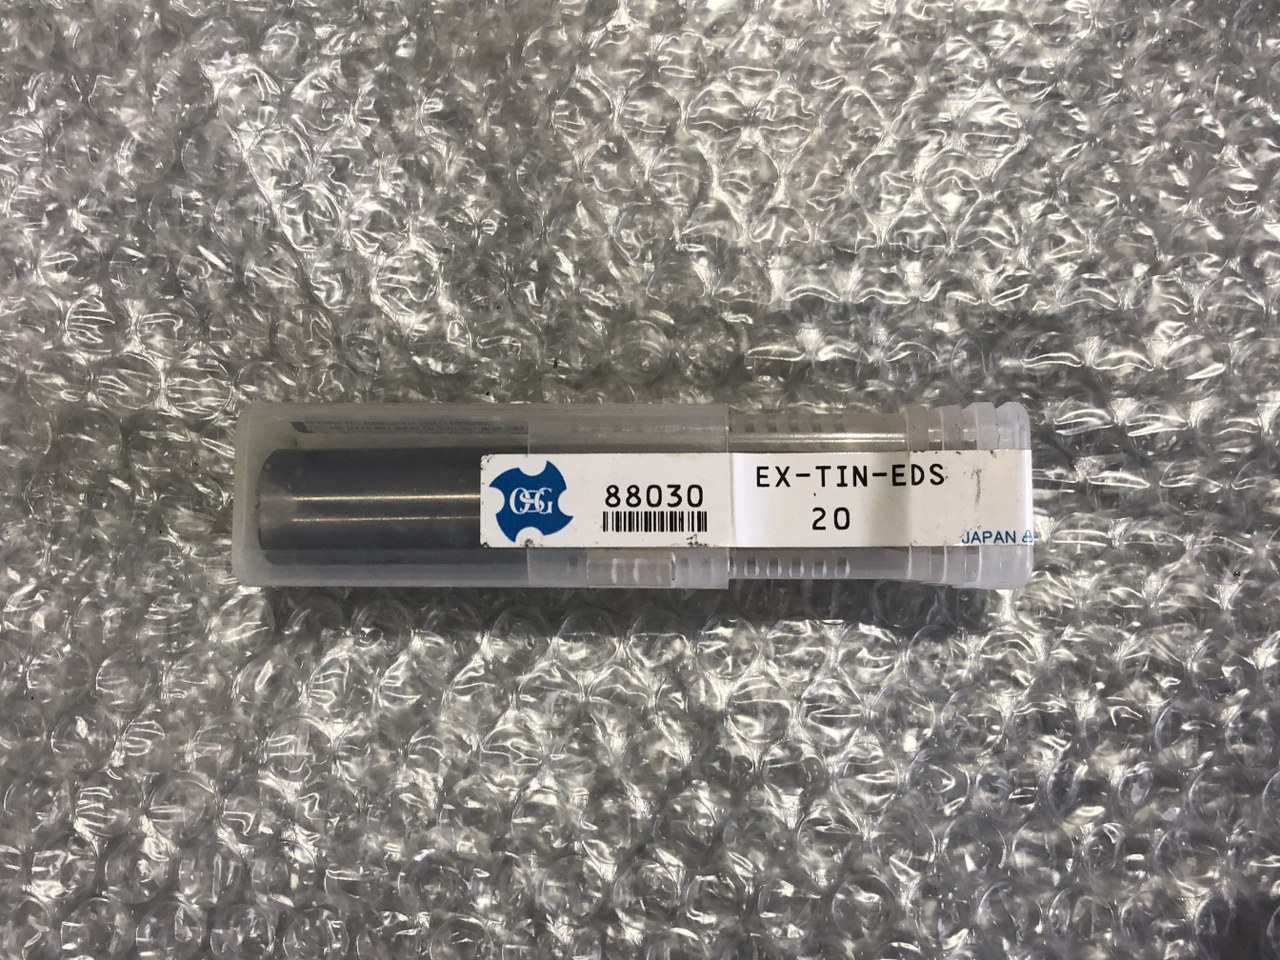 OSG
88030
EX-TIN-EDS
20
JAPAN